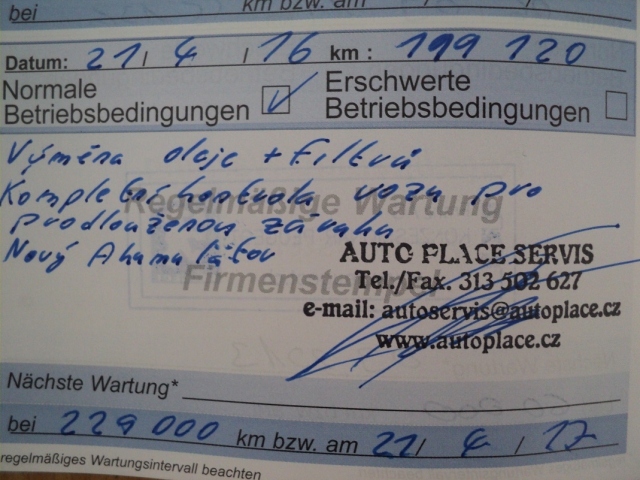 bei km bzw. am
Datum: 21/ 4 / 16 km : 199 120
Normale
Betriebsbedingungen
Erschwerte
Betriebsbedingungen
Výměna oleje + Filtrů
Kompletní kontrola vozu pro
prodlouženou záruku
Nový Akumulátor
Regelmäßige Wartung
Firmenstempel
AUTO PLACE SERVIS
Tel./Fax. 313 502 627
e-mail: autoservis@autoplace.cz
www.autoplace.cz
Nächste Wartung*
bei 229 000 km bzw. am 21/ 4 / 17
regelmäßiges Wartungsintervall beachten